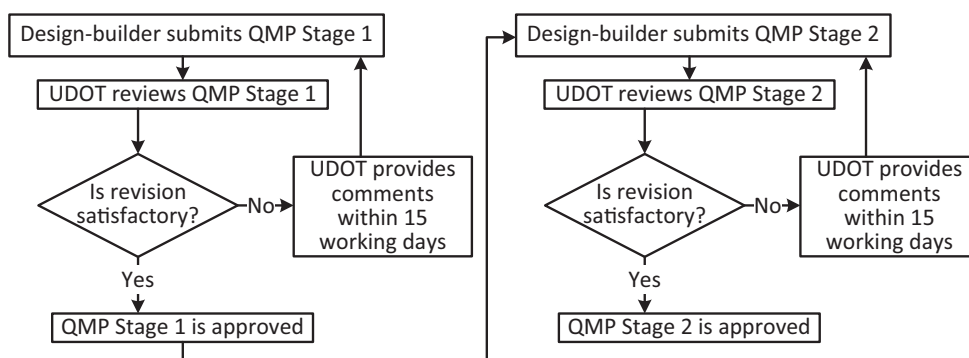 Design-builder submits QMP Stage 1
UDOT reviews QMP Stage 1
Is revision
satisfactory?
No
UDOT provides
comments
within 15
working days
Yes
QMP Stage 1 is approved
Design-builder submits QMP Stage 2
UDOT reviews QMP Stage 2
Is revision
satisfactory?
No
UDOT provides
comments
within 15
working days
Yes
QMP Stage 2 is approved